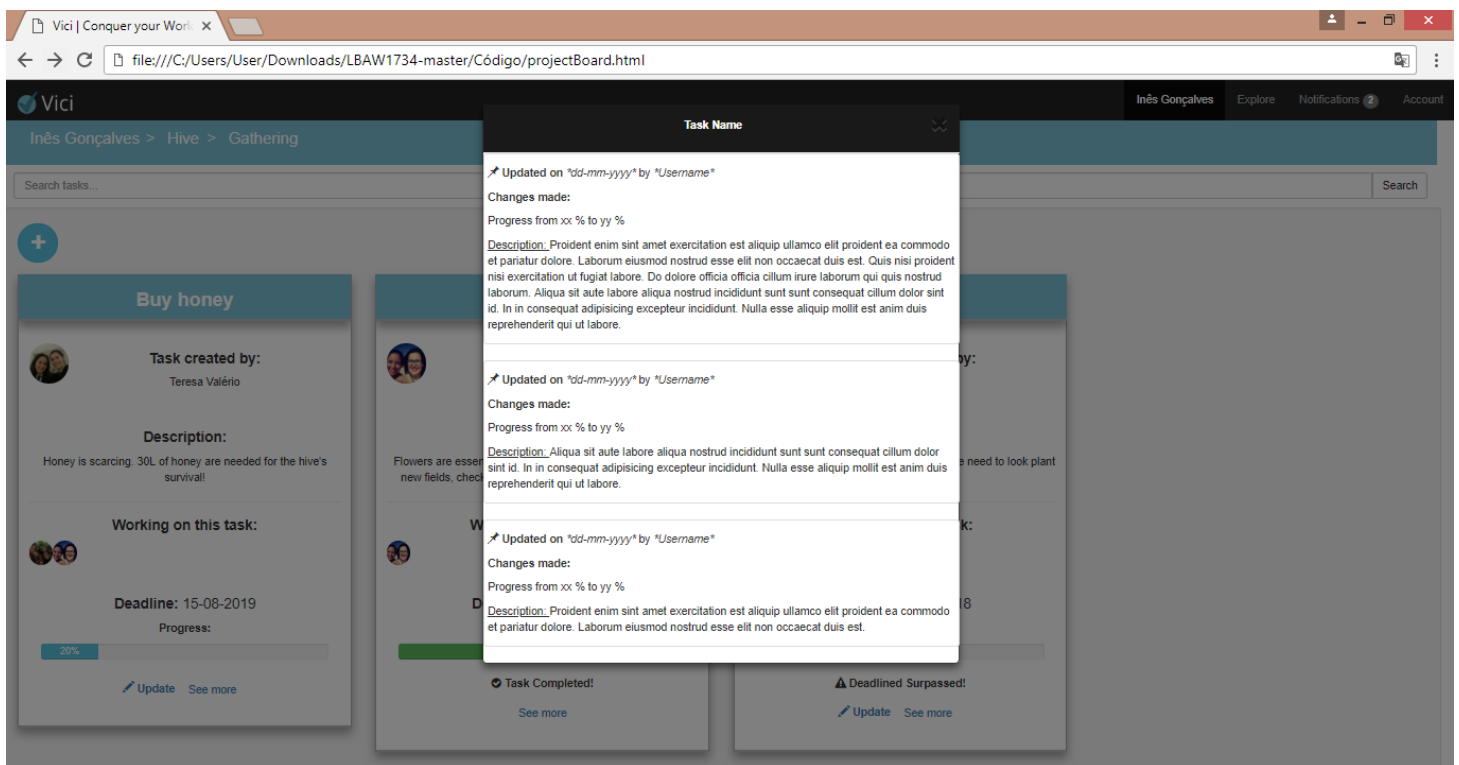 Vici | Conquer your Work
file:///C:/Users/User/Downloads/LBAW1734-master/Código/projectBoard.html
Vici
Inês Gonçalves Explore Notifications 2 Account
Inês Gonçalves > Hive > Gathering
Search tasks...
Search
Task Name
Updated on *dd-mm-yyyy* by *Username*
Changes made:
Progress from xx % to yy %
Description: Proident enim sint amet exercitation est aliquip ullamco elit proident ea commodo
et pariatur dolore. Laborum eiusmod nostrud esse elit non occaecat duis est. Quis nisi proident
nisi exercitation ut fugiat labore. Do dolore officia officia cillum irure laborum qui quis nostrud
laborum. Aliqua sit aute labore aliqua nostrud incididunt sunt sunt consequat cillum dolor sint
id. In in consequat adipisicing excepteur incididunt. Nulla esse aliquip mollit est anim duis
reprehenderit qui ut labore.
Updated on *dd-mm-yyyy* by *Username*
Changes made:
Progress from xx % to yy %
Description: Aliqua sit aute labore aliqua nostrud incididunt sunt sunt consequat cillum dolor
sint id. In in consequat adipisicing excepteur incididunt. Nulla esse aliquip mollit est anim duis
reprehenderit qui ut labore.
Updated on *dd-mm-yyyy* by *Username*
Changes made:
Progress from xx % to yy %
Description: Proident enim sint amet exercitation est aliquip ullamco elit proident ea commodo
et pariatur dolore. Laborum eiusmod nostrud esse elit non occaecat duis est.
Buy honey
Task created by:
Teresa Valério
Description:
Honey is scarcing. 30L of honey are needed for the hive's
survival!
Working on this task:
Deadline: 15-08-2019
Progress:
20%
Update See more
Flowers are
new fields,
Task Completed!
See more
by:
need to look plant
k:
18
Deadlined Surpassed!
Update See more